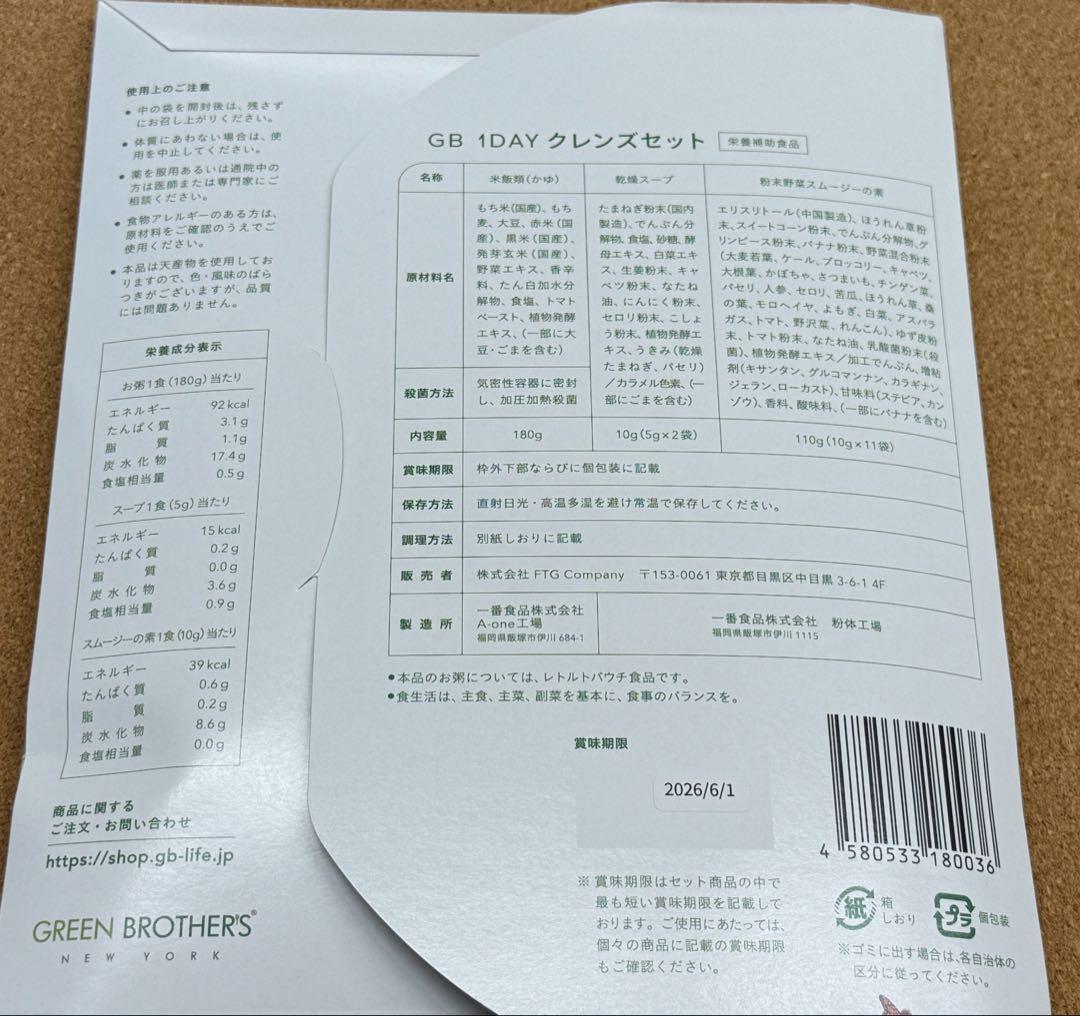 使用上のご注意
● 中の袋を開封後は、残さず
にお召し上がりください。
● 体質にあわない場合は、使
用を中止してください。
● 薬を服用あるいは通院中の
方は医師または専門家にご
相談ください。
● 食物アレルギーのある方は、
原材料をご確認のうえでご
使用ください。
● 本品は天産物を使用してお
りますので、色・風味のばら
つきがございますが、品質
には問題ありません。
栄養成分表示
お粥1食(180g)当たり
エネルギー 92kcal
たんぱく質 3.1g
脂質 1.1g
炭水化物 17.4g
食塩相当量 0.5g
スープ1食(5g)当たり
エネルギー 15kcal
たんぱく質 0.2g
脂質 0.0g
炭水化物 3.6g
食塩相当量 0.9g
スムージーの素1食(10g)当たり
エネルギー 39kcal
たんぱく質 0.6g
脂質 0.2g
炭水化物 8.6g
食塩相当量 0.0g
商品に関する
ご注文・お問い合わせ
https://shop.gb-life.jp
GREEN BROTHER'S®
NEW YORK
GB 1DAY クレンズセット 栄養補助食品
名称 米飯類(かゆ) 乾燥スープ 粉末野菜スムージーの素
原材料名
もち米(国産)、もち
麦、大豆、赤米(国
産)、黒米(国産)、
発芽玄米(国産)、
野菜エキス、香辛
料、たん白加水分
解物、食塩、トマト
ペースト、植物発酵
エキス、(一部に大
豆・ごまを含む)
たまねぎ粉末(国内
製造)、でんぷん分
解物、食塩、砂糖、酵
母エキス、白菜エキ
ス、生姜粉末、キャ
ベツ粉末、なたね
油、にんにく粉末、
セロリ粉末、こしょ
う粉末、植物発酵エ
キス、うきみ(乾燥
たまねぎ、パセリ)
/カラメル色素、(一
部にごまを含む)
エリスリトール(中国製造)、ほうれん草粉
末、スイートコーン粉末、でんぷん分解物、グ
リンピース粉末、バナナ粉末、野菜混合粉末
(大麦若葉、ケール、ブロッコリー、キャベツ、
大根葉、かぼちゃ、さつまいも、チンゲン菜、
パセリ、人参、セロリ、苦瓜、ほうれん草、桑
の葉、モロヘイヤ、よもぎ、白菜、アスパラ
ガス、トマト、野沢菜、れんこん)、ゆず皮粉
末、トマト粉末、なたね油、乳酸菌粉末(殺
菌)、植物発酵エキス/加工でんぷん、増粘
剤(キサンタン、グルコマンナン、カラギナン、
ジェラン、ローカスト)、甘味料(ステビア、カン
ゾウ)、香料、酸味料、(一部にバナナを含む)
殺菌方法
気密性容器に密封
し、加圧加熱殺菌
内容量 180g 10g(5g×2袋) 110g(10g×11袋)
賞味期限 枠外下部ならびに個包装に記載
保存方法 直射日光・高温多湿を避け常温で保存してください。
調理方法 別紙しおりに記載
販売者 株式会社 FTG Company 〒153-0061 東京都目黒区中目黒 3-6-1 4F
製造所
一番食品株式会社
A-one工場
福岡県飯塚市伊川 684-1
一番食品株式会社 粉体工場
福岡県飯塚市伊川 1115
●本品のお粥については、レトルトパウチ食品です。
●食生活は、主食、主菜、副菜を基本に、食事のバランスを。
賞味期限
2026/6/1
4 580533 180036
※賞味期限はセット商品の中で
最も短い賞味期限を記載して
おります。ご使用にあたっては、
個々の商品に記載の賞味期限
もご確認ください。
紙 箱
しおり
プラ 個包装
※ゴミに出す場合は、各自治体の
区分に従ってください。